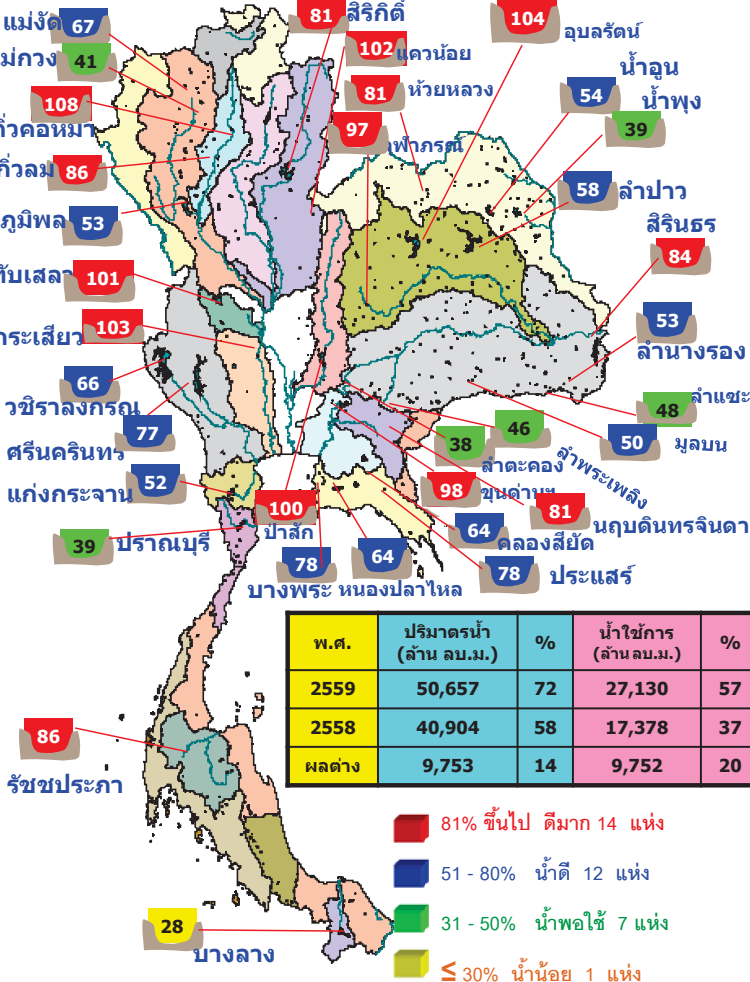 แม่งัด 67
81 สิริกิติ์
104 อุบลรัตน์
ม่กวง 41
102 แควน้อย
81 ห้วยหลวง
น้ำอูน
54
น้ำพุง
39
108
กิ่วคอหมา
97
ฬาภรณ์
กิ่วลม 86
58 ลำปาว
ภูมิพล 53
สิรินธร
84
ทับเสลา 101
กระเสียว 103
53
ลำนางรอง
66
วชิราลงกรณ
77
ศรีนครินทร์
48 ลำแซะ
50 มูลบน
38
46
ลำตะคอง
ลำพระเพลิง
แก่งกระจาน 52
98
ขุนด่านฯ
100
ป่าสัก
81
นฤบดินทรจินดา
39 ปราณบุรี
64
คลองสียัด
78
บางพระ
64
หนองปลาไหล
78 ประแสร์
พ.ศ. ปริมาตรน้ำ (ล้าน ลบ.ม.) % น้ำใช้การ (ล้าน ลบ.ม.) %
2559 50,657 72 27,130 57
2558 40,904 58 17,378 37
ผลต่าง 9,753 14 9,752 20
86
รัชชประภา
81% ขึ้นไป ดีมาก 14 แห่ง
51 - 80% น้ำดี 12 แห่ง
31 - 50% น้ำพอใช้ 7 แห่ง
≤ 30% น้ำน้อย 1 แห่ง
28
บางลาง